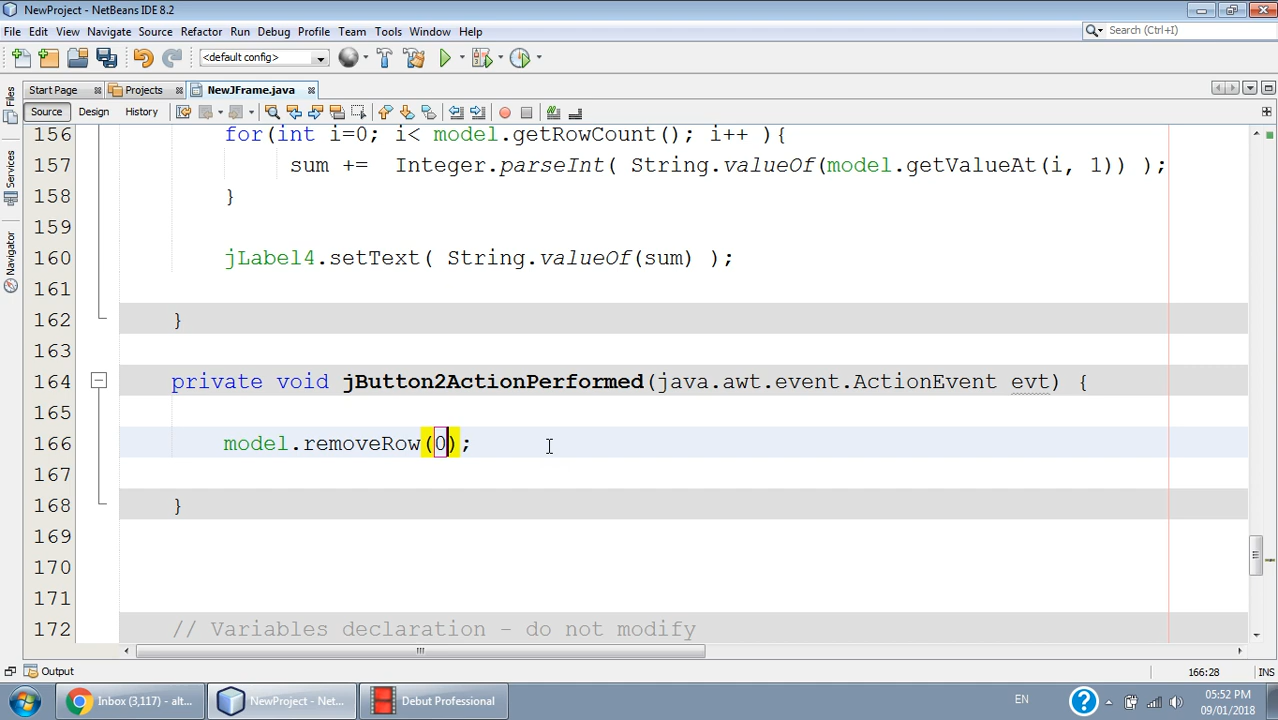 NewProject - NetBeans IDE 8.2
File Edit View Navigate Source Refactor Run Debug Profile Team Tools Window Help
Search (Ctrl+I)
<default config>
Start Page Projects NewJFrame.java
Source Design History
Files
Services
Navigator
156 for(int i=0; i< model.getRowCount(); i++ ){
157 sum += Integer.parseInt( String.valueOf(model.getValueAt(i, 1)) );
158 }
159
160 jLabel4.setText( String.valueOf(sum) );
161
162 }
163
164 private void jButton2ActionPerformed(java.awt.event.ActionEvent evt) {
165
166 model.removeRow(0);
167
168 }
169
170
171
172 // Variables declaration - do not modify
Output
166:28 INS
Inbox (3,117) - alt... NewProject - Net... Debut Professional EN 05:52 PM
09/01/2018